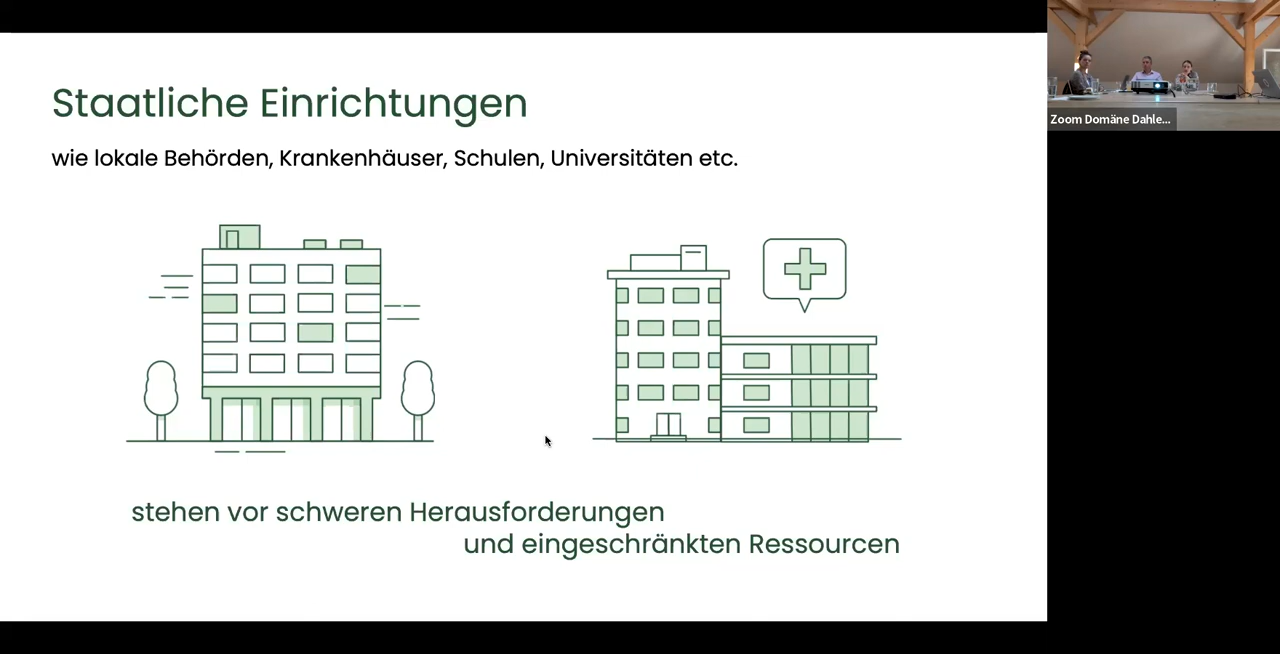 Staatliche Einrichtungen
wie lokale Behörden, Krankenhäuser, Schulen, Universitäten etc.
stehen vor schweren Herausforderungen
und eingeschränkten Ressourcen
Zoom Domäne Dahle...